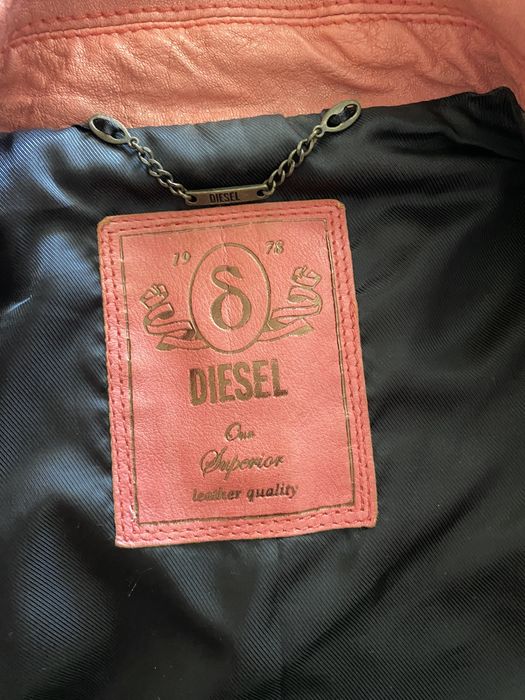 DIESEL
19 78
δ
DIESEL
Our
Superior
leather quality